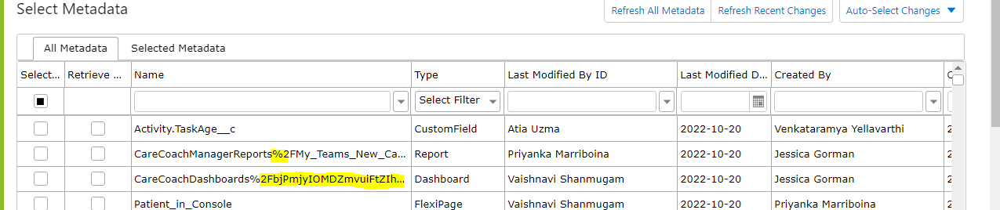 Select Metadata
Refresh All Metadata Refresh Recent Changes Auto-Select Changes
All Metadata Selected Metadata
Select... Retrieve ... Name Type Last Modified By ID Last Modified D... Created By
Select Filter
Activity.TaskAge__c CustomField Atia Uzma 2022-10-20 Venkataramya Yellavarthi 2
CareCoachManagerReports%2FMy_Teams_New_Ca... Report Priyanka Marriboina 2022-10-20 Jessica Gorman 2
CareCoachDashboards%2FbjPmjyIOMDZmvuiFtZIh... Dashboard Vaishnavi Shanmugam 2022-10-20 Jessica Gorman 2
Patient_in_Console FlexiPage Vaishnavi Shanmugam 2022-10-20 Priyanka Marriboina 2